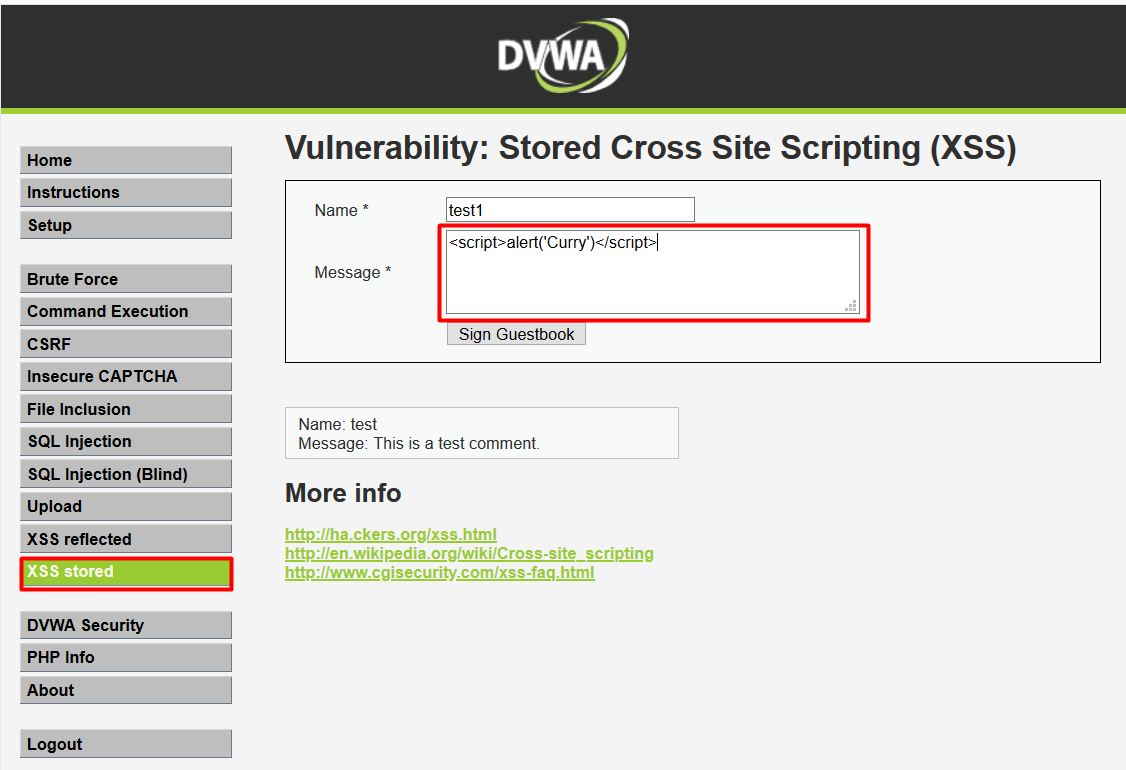 DVWA
Home
Instructions
Setup
Brute Force
Command Execution
CSRF
Insecure CAPTCHA
File Inclusion
SQL Injection
SQL Injection (Blind)
Upload
XSS reflected
XSS stored
DVWA Security
PHP Info
About
Logout
Vulnerability: Stored Cross Site Scripting (XSS)
Name * test1
Message * <script>alert('Curry')</script>
Sign Guestbook
Name: test
Message: This is a test comment.
More info
http://ha.ckers.org/xss.html
http://en.wikipedia.org/wiki/Cross-site_scripting
http://www.cgisecurity.com/xss-faq.html